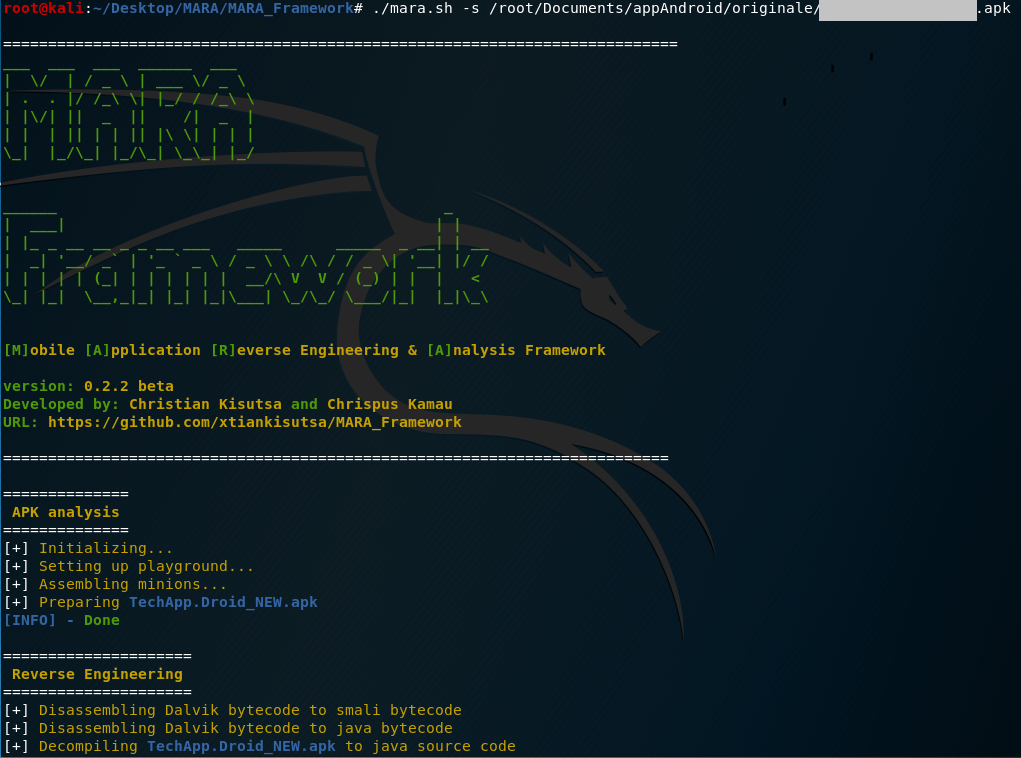 root@kali:~/Desktop/MARA/MARA_Framework# ./mara.sh -s /root/Documents/appAndroid/originale/ .apk
=========================================================================== 
MARA
Framework
[M]obile [A]pplication [R]everse Engineering & [A]nalysis Framework
version: 0.2.2 beta
Developed by: Christian Kisutsa and Chrispus Kamau
URL: https://github.com/xtiankisutsa/MARA_Framework
==========================================================================
==============
APK analysis
==============
[+] Initializing...
[+] Setting up playground...
[+] Assembling minions...
[+] Preparing TechApp.Droid_NEW.apk
[INFO] - Done
=====================
Reverse Engineering
=====================
[+] Disassembling Dalvik bytecode to smali bytecode
[+] Disassembling Dalvik bytecode to java bytecode
[+] Decompiling TechApp.Droid_NEW.apk to java source code